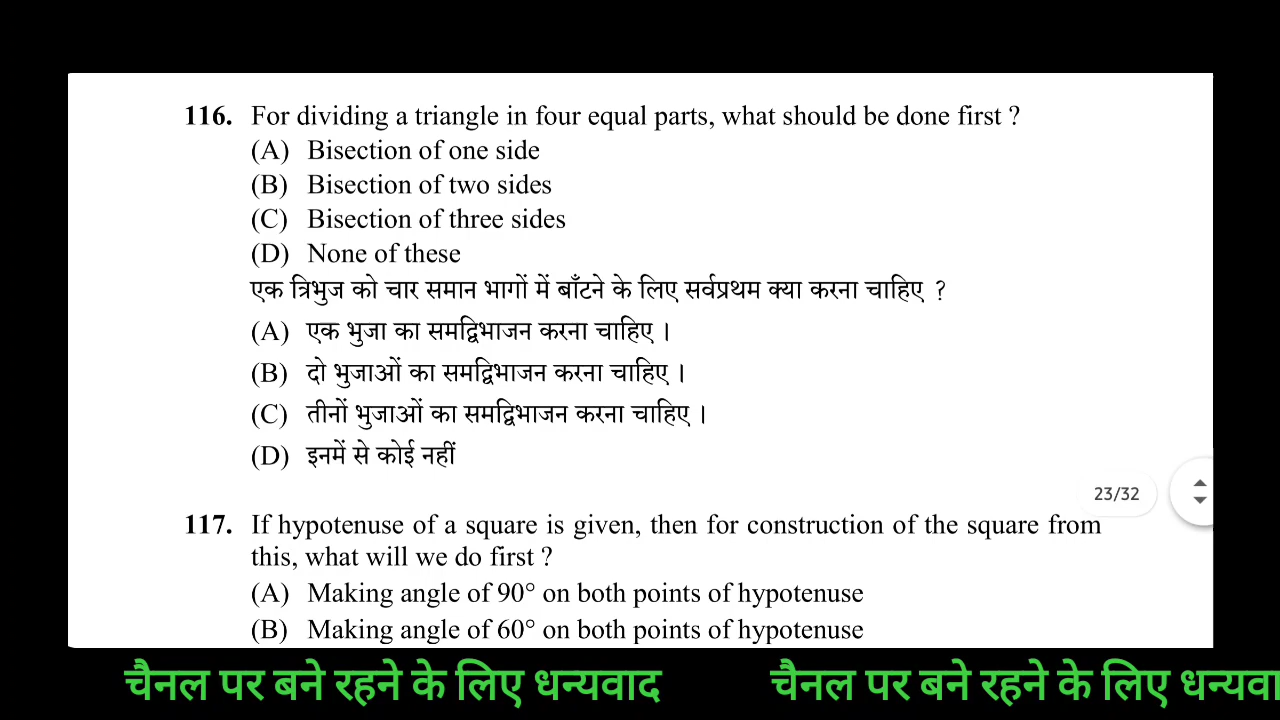 116. For dividing a triangle in four equal parts, what should be done first ?
(A) Bisection of one side
(B) Bisection of two sides
(C) Bisection of three sides
(D) None of these
एक त्रिभुज को चार समान भागों में बाँटने के लिए सर्वप्रथम क्या करना चाहिए ?
(A) एक भुजा का समद्विभाजन करना चाहिए ।
(B) दो भुजाओं का समद्विभाजन करना चाहिए ।
(C) तीनों भुजाओं का समद्विभाजन करना चाहिए ।
(D) इनमें से कोई नहीं
23/32
117. If hypotenuse of a square is given, then for construction of the square from
this, what will we do first ?
(A) Making angle of 90° on both points of hypotenuse
(B) Making angle of 60° on both points of hypotenuse
चैनल पर बने रहने के लिए धन्यवाद चैनल पर बने रहने के लिए